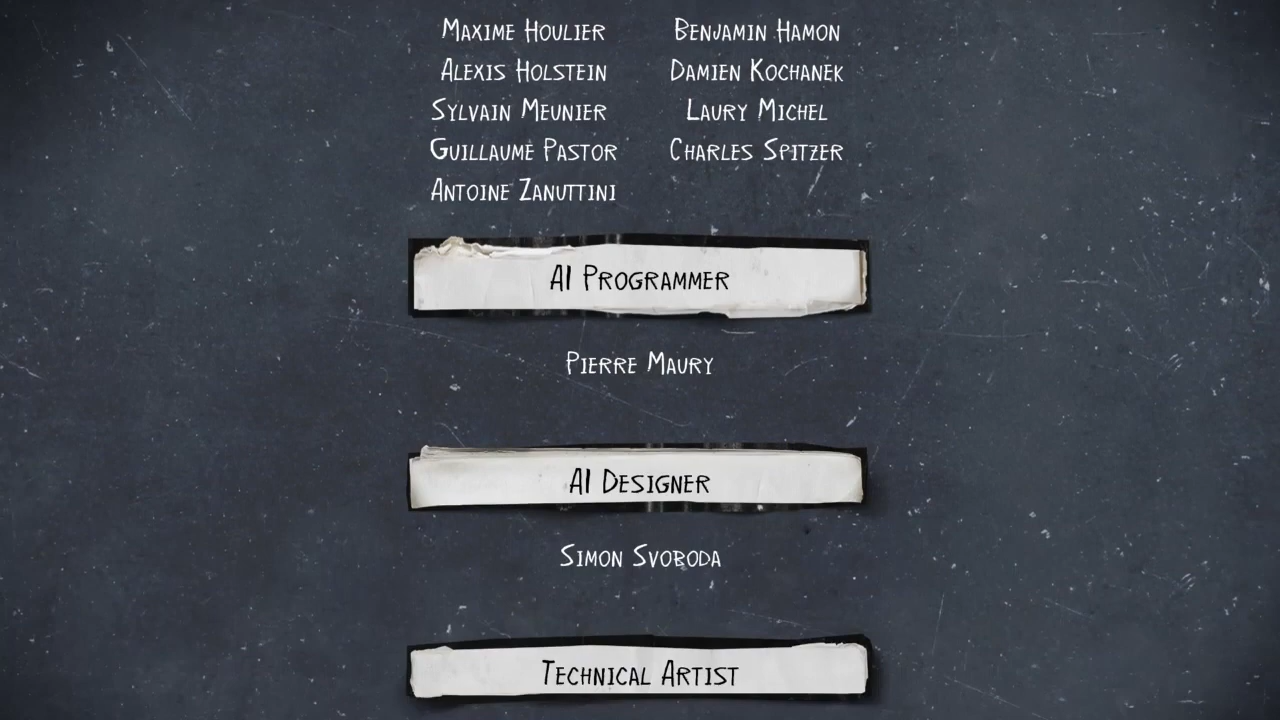 Maxime Houlier Benjamin Hamon
Alexis Holstein Damien Kochanek
Sylvain Meunier Laury Michel
Guillaume Pastor Charles Spitzer
Antoine Zanuttini
AI Programmer
Pierre Maury
AI Designer
Simon Svoboda
Technical Artist